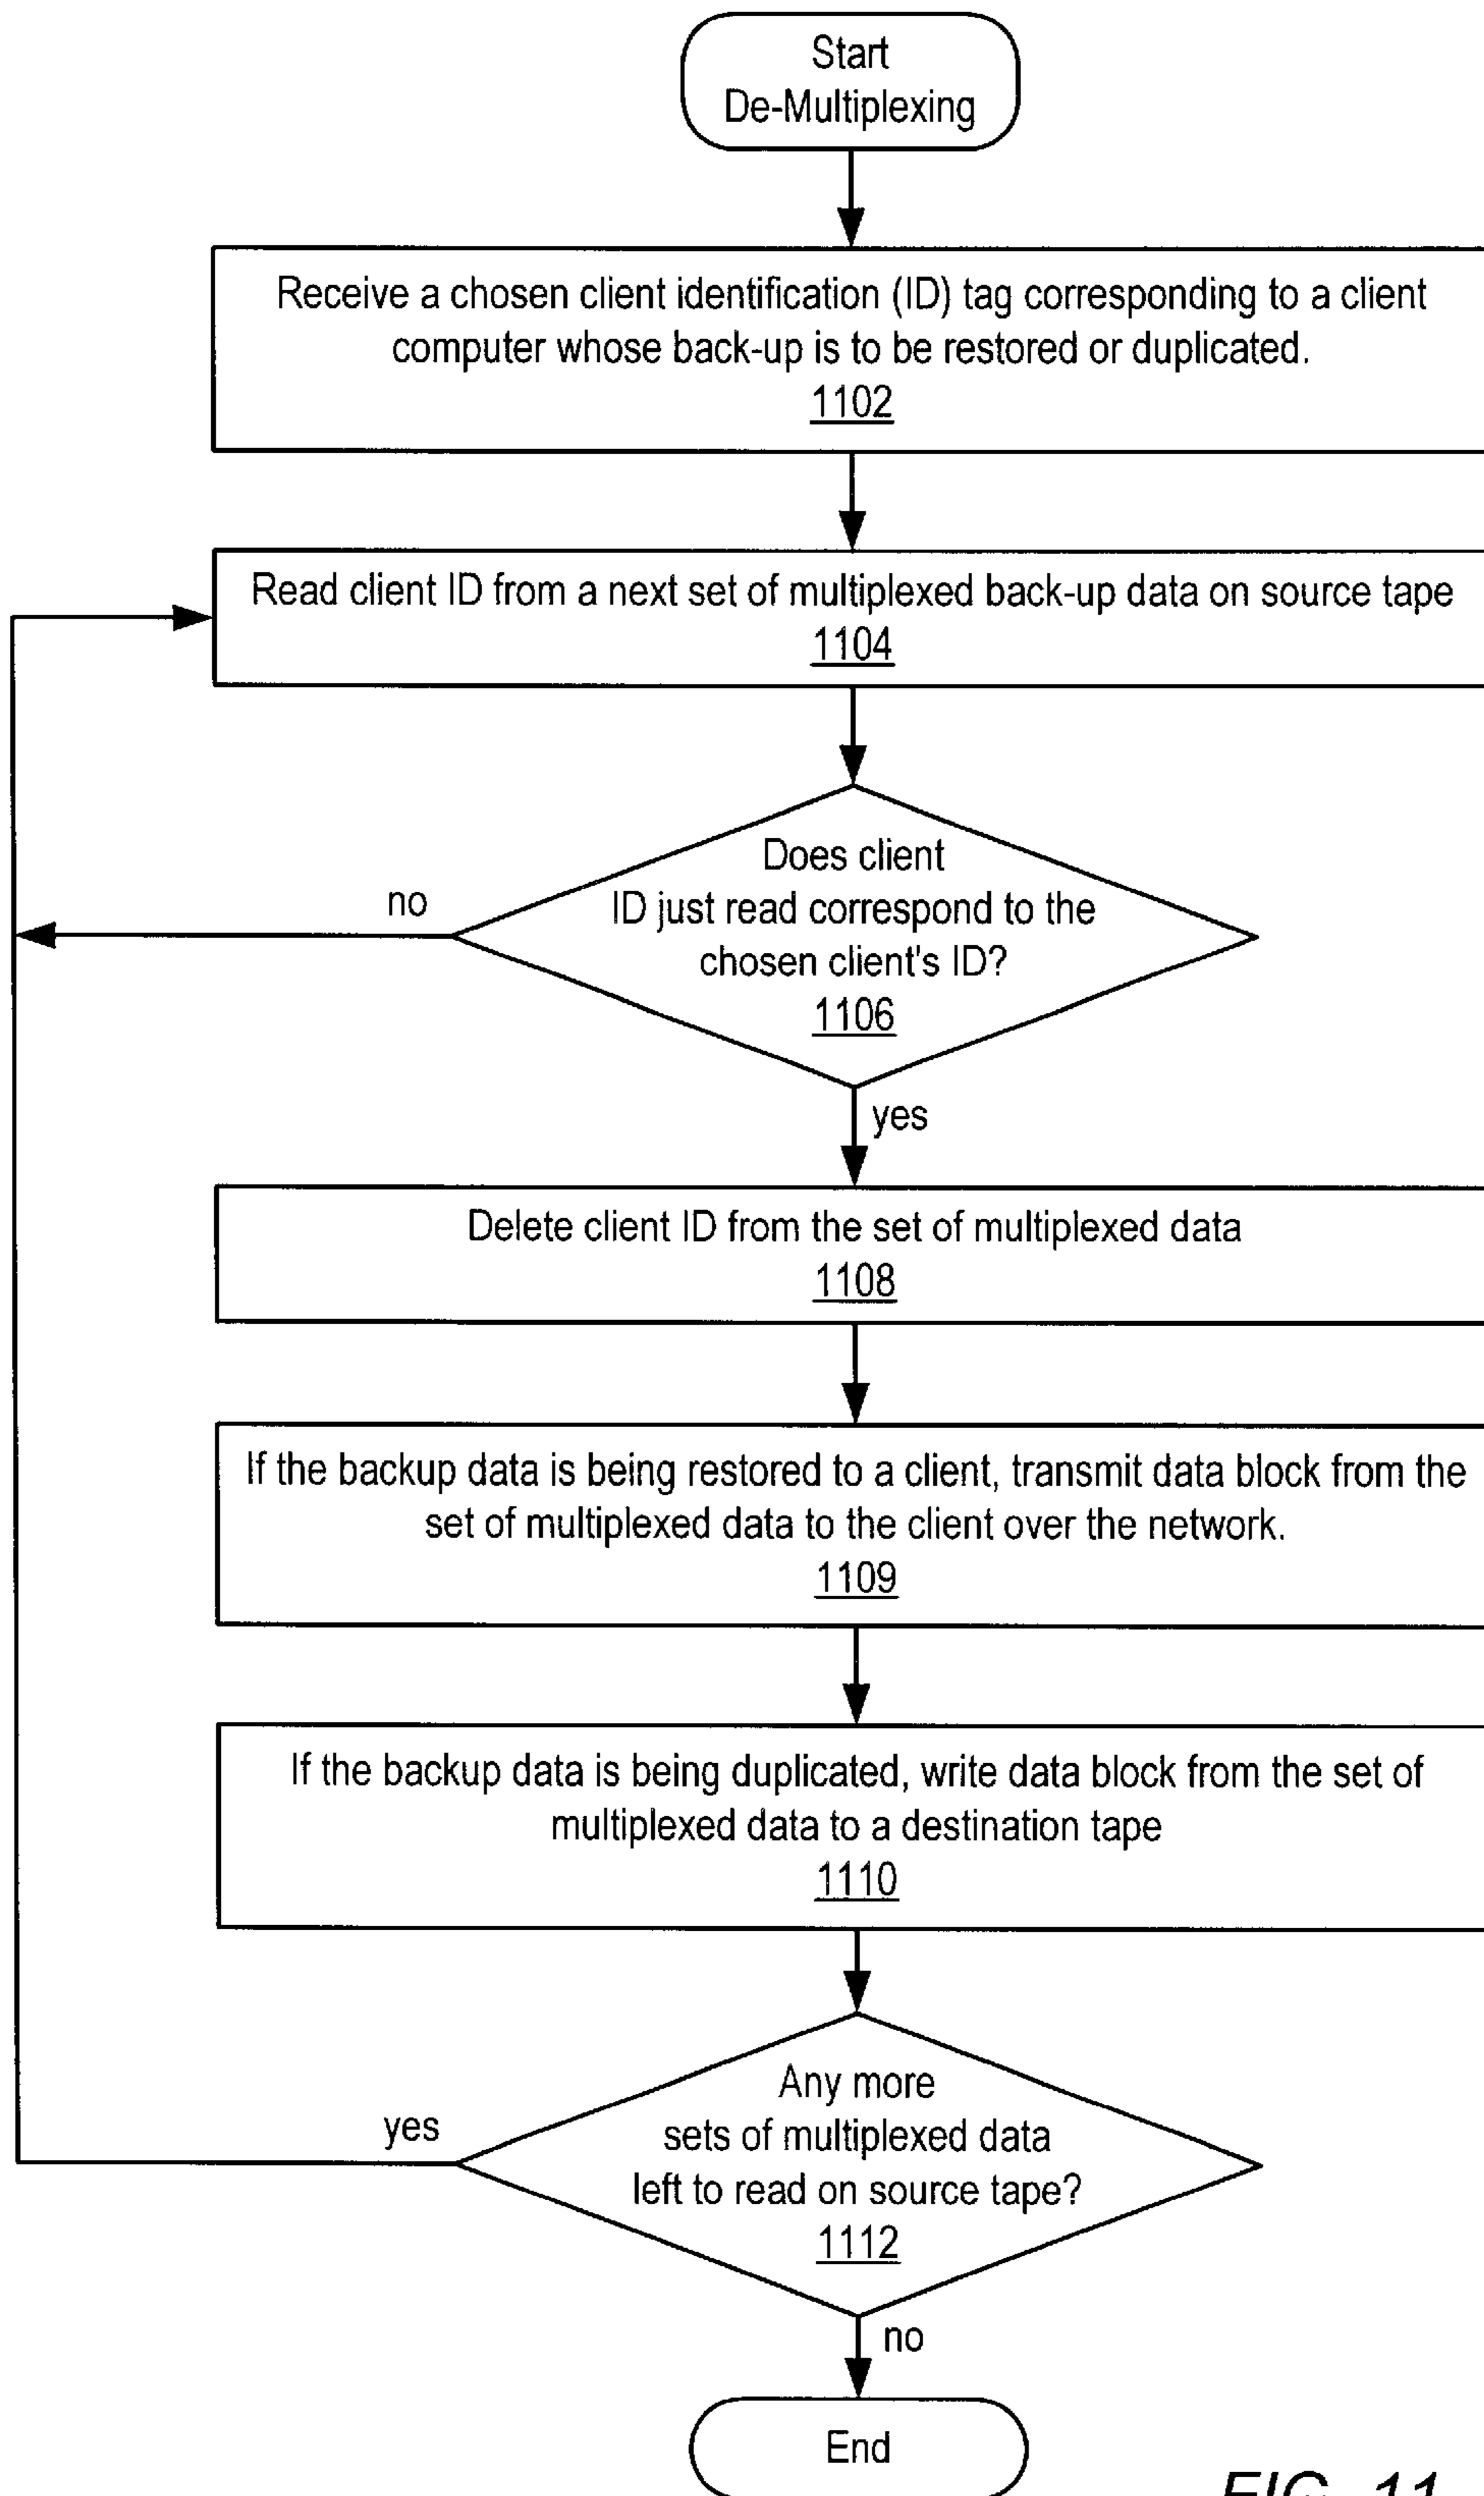 Start
De-Multiplexing
Receive a chosen client identification (ID) tag corresponding to a client
computer whose back-up is to be restored or duplicated.
1102
Read client ID from a next set of multiplexed back-up data on source tape
1104
Does client
ID just read correspond to the
chosen client's ID?
1106
no
yes
Delete client ID from the set of multiplexed data
1108
If the backup data is being restored to a client, transmit data block from the
set of multiplexed data to the client over the network.
1109
If the backup data is being duplicated, write data block from the set of
multiplexed data to a destination tape
1110
Any more
sets of multiplexed data
left to read on source tape?
1112
yes
no
End
FIG. 11